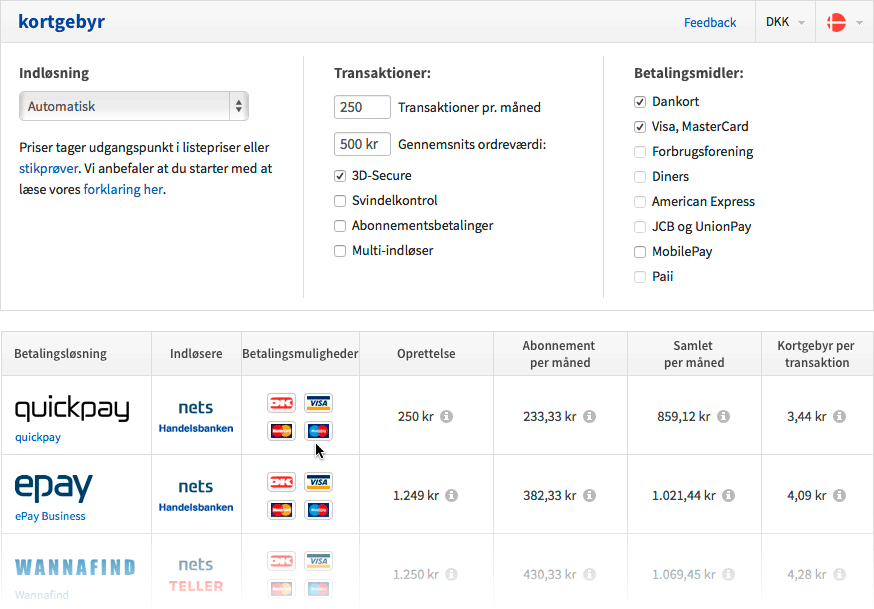 kortgebyr
Feedback
DKK
Indløsning
Automatisk
Priser tager udgangspunkt i listepriser eller
stikprøver. Vi anbefaler at du starter med at
læse vores forklaring her.
Transaktioner:
250 Transaktioner pr. måned
500 kr Gennemsnits ordreværdi:
3D-Secure
Svindelkontrol
Abonnementsbetalinger
Multi-indløser
Betalingsmidler:
Dankort
Visa, MasterCard
Forbrugsforening
Diners
American Express
JCB og UnionPay
MobilePay
Paii
Betalingsløsning
Indløsere
Betalingsmuligheder
Oprettelse
Abonnement
per måned
Samlet
per måned
Kortgebyr per
transaktion
quickpay
quickpay
nets
Handelsbanken
DK VISA
MasterCard Maestro
250 kr
233,33 kr
859,12 kr
3,44 kr
epay
ePay Business
nets
Handelsbanken
DK VISA
MasterCard Maestro
1.249 kr
382,33 kr
1.021,44 kr
4,09 kr
WANNAFIND
Wannafind
nets
TELLER
DK VISA
MasterCard Maestro
1.250 kr
430,33 kr
1.069,45 kr
4,28 kr